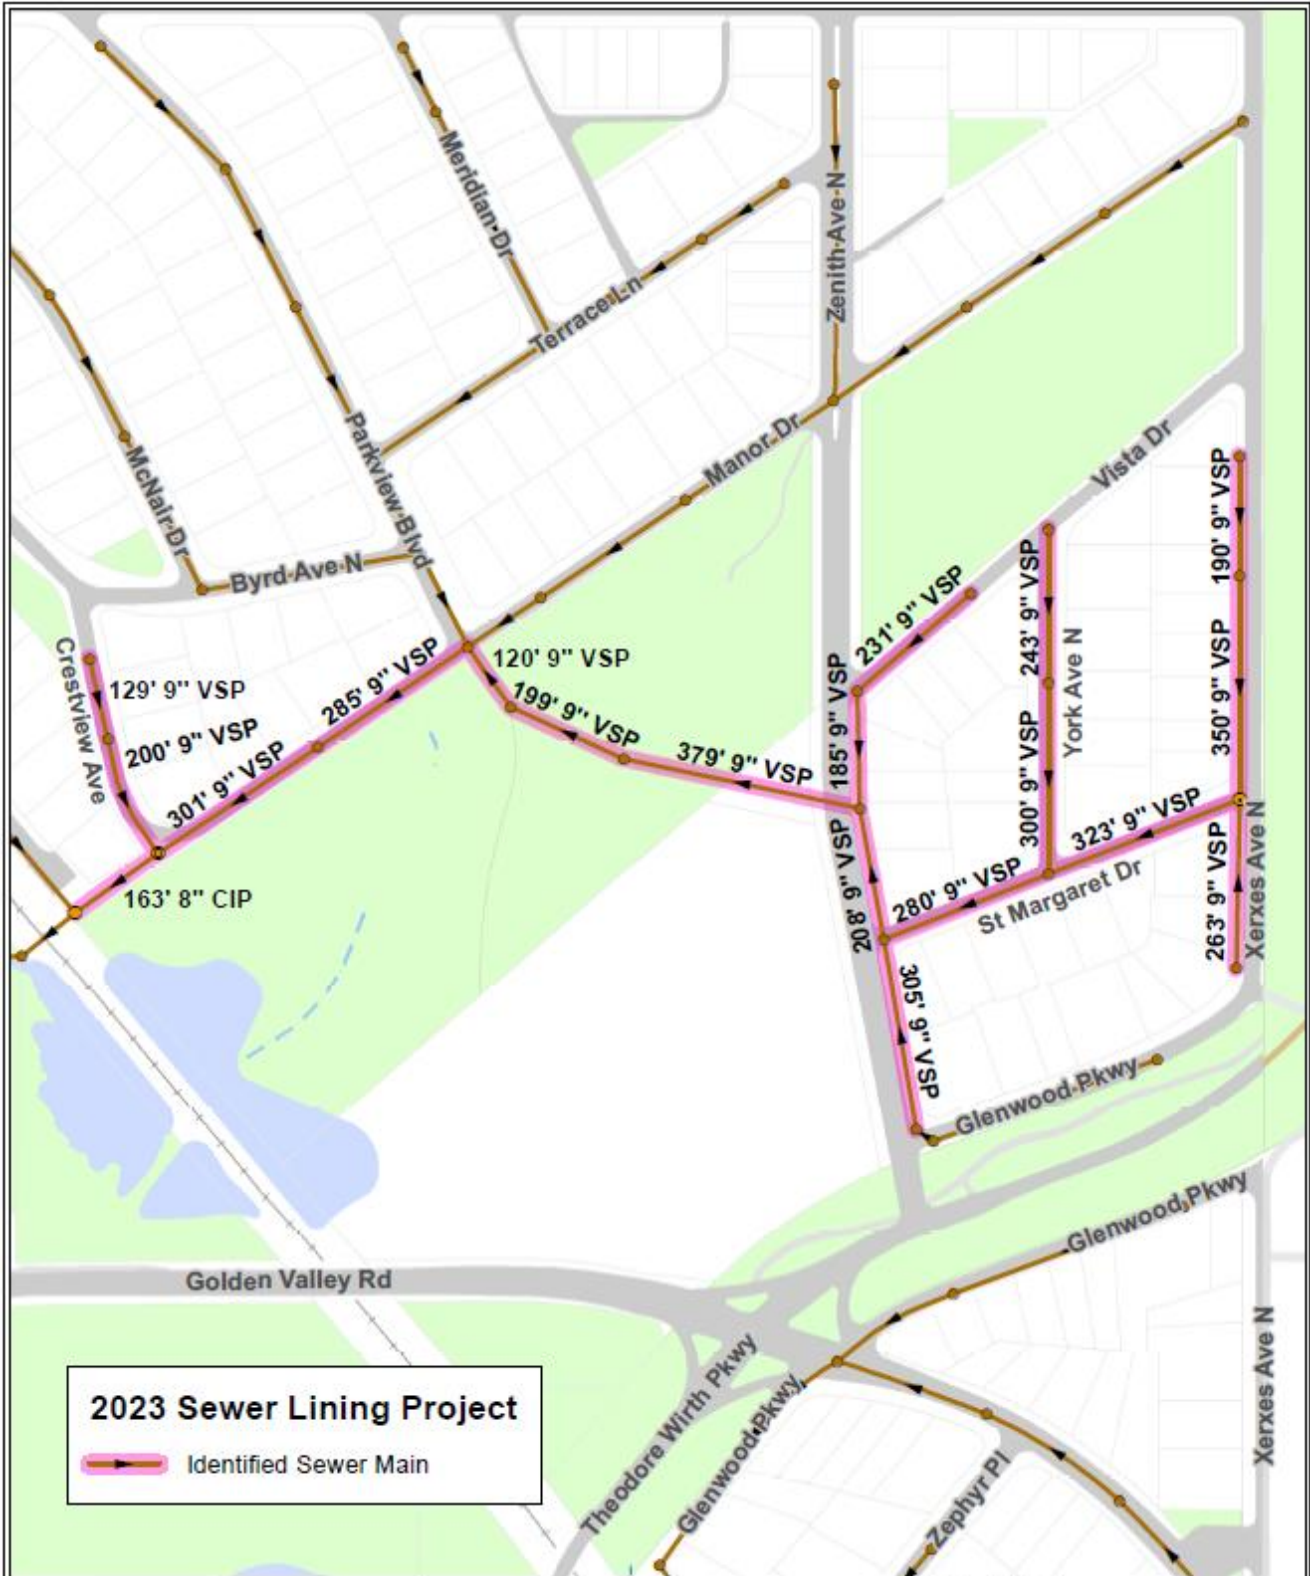 Meridian Dr
Zenith Ave N
Terrace Ln
Parkview Blvd
Manor Dr
Vista Dr
McNair Dr
Byrd Ave N
190' 9" VSP
243' 9" VSP
231' 9" VSP
Crestview Ave
285' 9" VSP
120' 9" VSP
129' 9" VSP
199' 9" VSP
200' 9" VSP
185' 9" VSP
York Ave N
350' 9" VSP
379' 9" VSP
301' 9" VSP
300' 9" VSP
323' 9" VSP
Xerxes Ave N
208' 9" VSP
280' 9" VSP
St Margaret Dr
263' 9" VSP
163' 8" CIP
305' 9" VSP
Glenwood Pkwy
Glenwood Pkwy
Golden Valley Rd
Theodore Wirth Pkwy
Glenwood Pkwy
Xerxes Ave N
Zephyr Pl
2023 Sewer Lining Project
Identified Sewer Main